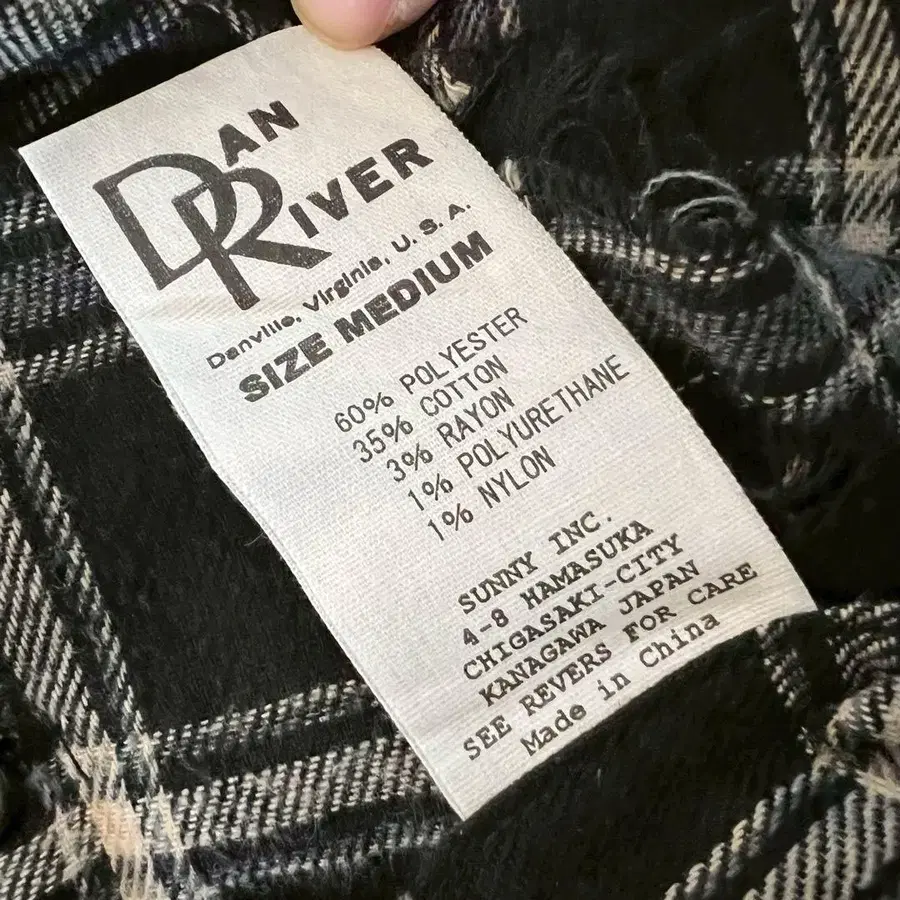 DAN RIVER
Danville, Virginia, U.S.A.
SIZE MEDIUM
60% POLYESTER
35% COTTON
3% RAYON
1% POLYURETHANE
1% NYLON
SUNNY INC.
4-8 HAMASUKA
CHIGASAKI-CITY
KANAGAWA JAPAN
SEE REVERS FOR CARE
Made in China